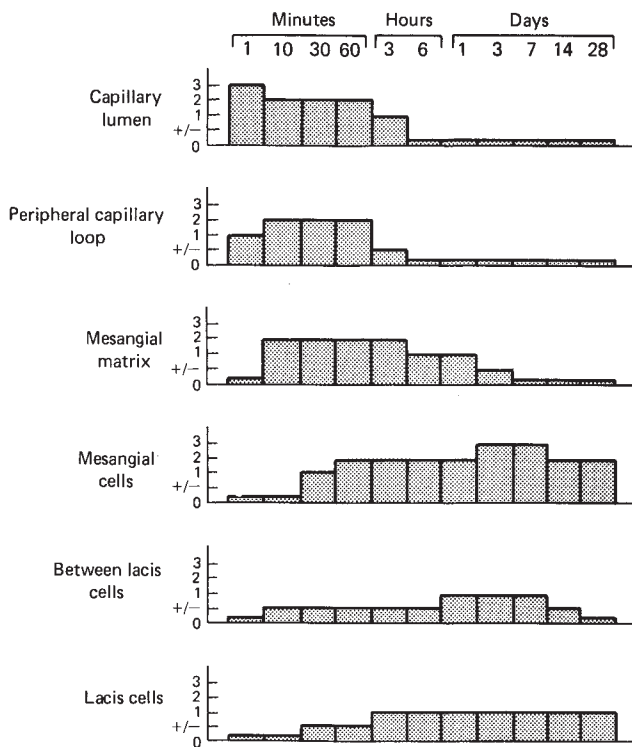 Minutes Hours Days
1 10 30 60 3 6 1 3 7 14 28
Capillary
lumen
3
2
1
+/–
0
Peripheral capillary
loop
3
2
1
+/–
0
Mesangial
matrix
3
2
1
+/–
0
Mesangial
cells
3
2
1
+/–
0
Between lacis
cells
3
2
1
+/–
0
Lacis cells
3
2
1
+/–
0